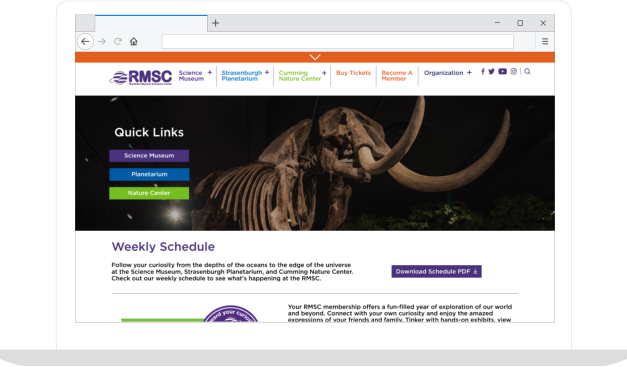 RMSC
Science Museum +
Strasenburgh Planetarium +
Cumming Nature Center +
Buy Tickets
Become A Member
Organization +
Quick Links
Science Museum
Planetarium
Nature Center
Weekly Schedule
Follow your curiosity from the depths of the oceans to the edge of the universe
at the Science Museum, Strasenburgh Planetarium, and Cumming Nature Center.
Check out our weekly schedule to see what's happening at the RMSC.
Download Schedule PDF
Your RMSC membership offers a fun-filled year of exploration of our world
and beyond. Connect with your own curiosity and enjoy the amazed
expressions of your friends and family. Tinker with hands-on exhibits, view